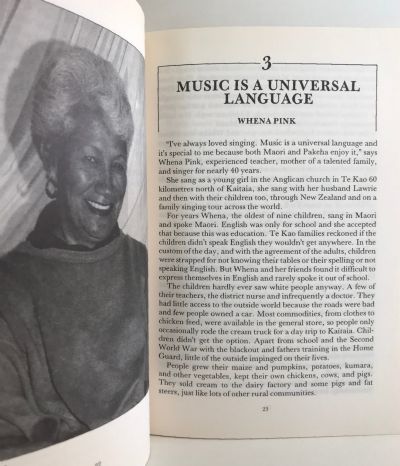 3
MUSIC IS A UNIVERSAL
LANGUAGE
WHENA PINK
"I've always loved singing. Music is a universal language and
it's special to me because both Maori and Pakeha enjoy it," says
Whena Pink, experienced teacher, mother of a talented family,
and singer for nearly 40 years.
She sang as a young girl in the Anglican church in Te Kao 60
kilometres north of Kaitaia, she sang with her husband Lawrie
and then with their children too, through New Zealand and on a
family singing tour across the world.
For years Whena, the oldest of nine children, sang in Maori
and spoke Maori. English was only for school and she accepted
that because this was education. Te Kao families reckoned if the
children didn't speak English they wouldn't get anywhere. In the
custom of the day, and with the agreement of the adults, children
were strapped for not knowing their tables or their spelling or not
speaking English. But Whena and her friends found it difficult to
express themselves in English and rarely spoke it out of school.
The children hardly ever saw white people anyway. A few of
their teachers, the district nurse and infrequently a doctor. They
had little access to the outside world because the roads were bad
and few people owned a car. Most commodities, from clothes to
chicken feed, were available in the general store, so people only
occasionally rode the cream truck for a day trip to Kaitaia. Chil-
dren didn't get the option. Apart from school and the Second
World War with the blackout and fathers training in the Home
Guard, little of the outside impinged on their lives.
People grew their maize and pumpkins, potatoes, kumara,
and other vegetables, kept their own chickens, cows, and pigs.
They sold cream to the dairy factory and some pigs and fat
steers, just like lots of other rural communities.
23